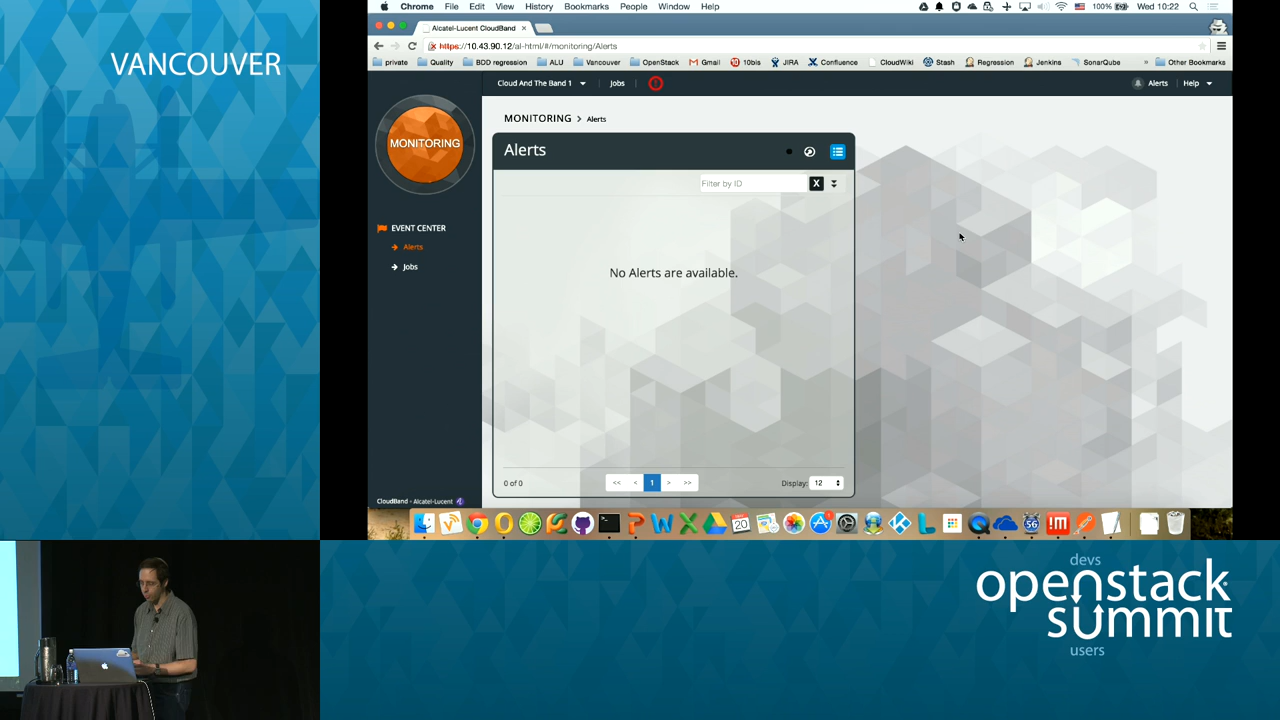 VANCOUVER
Chrome File Edit View History Bookmarks People Window Help
100% Wed 10:22
Alcatel-Lucent CloudBand
https://10.43.90.12/al-html/#/monitoring/Alerts
private Quality BDD regression ALU Vancouver OpenStack Gmail 10bis JIRA Confluence CloudWiki Stash Regression Jenkins SonarQube » Other Bookmarks
Cloud And The Band 1 Jobs Alerts Help
MONITORING
MONITORING > Alerts
Alerts
Filter by ID X
EVENT CENTER
Alerts
Jobs
No Alerts are available.
0 of 0 << < 1 > >> Display: 12
CloudBand - Alcatel-Lucent
20
56
devs
openstack
summit
users